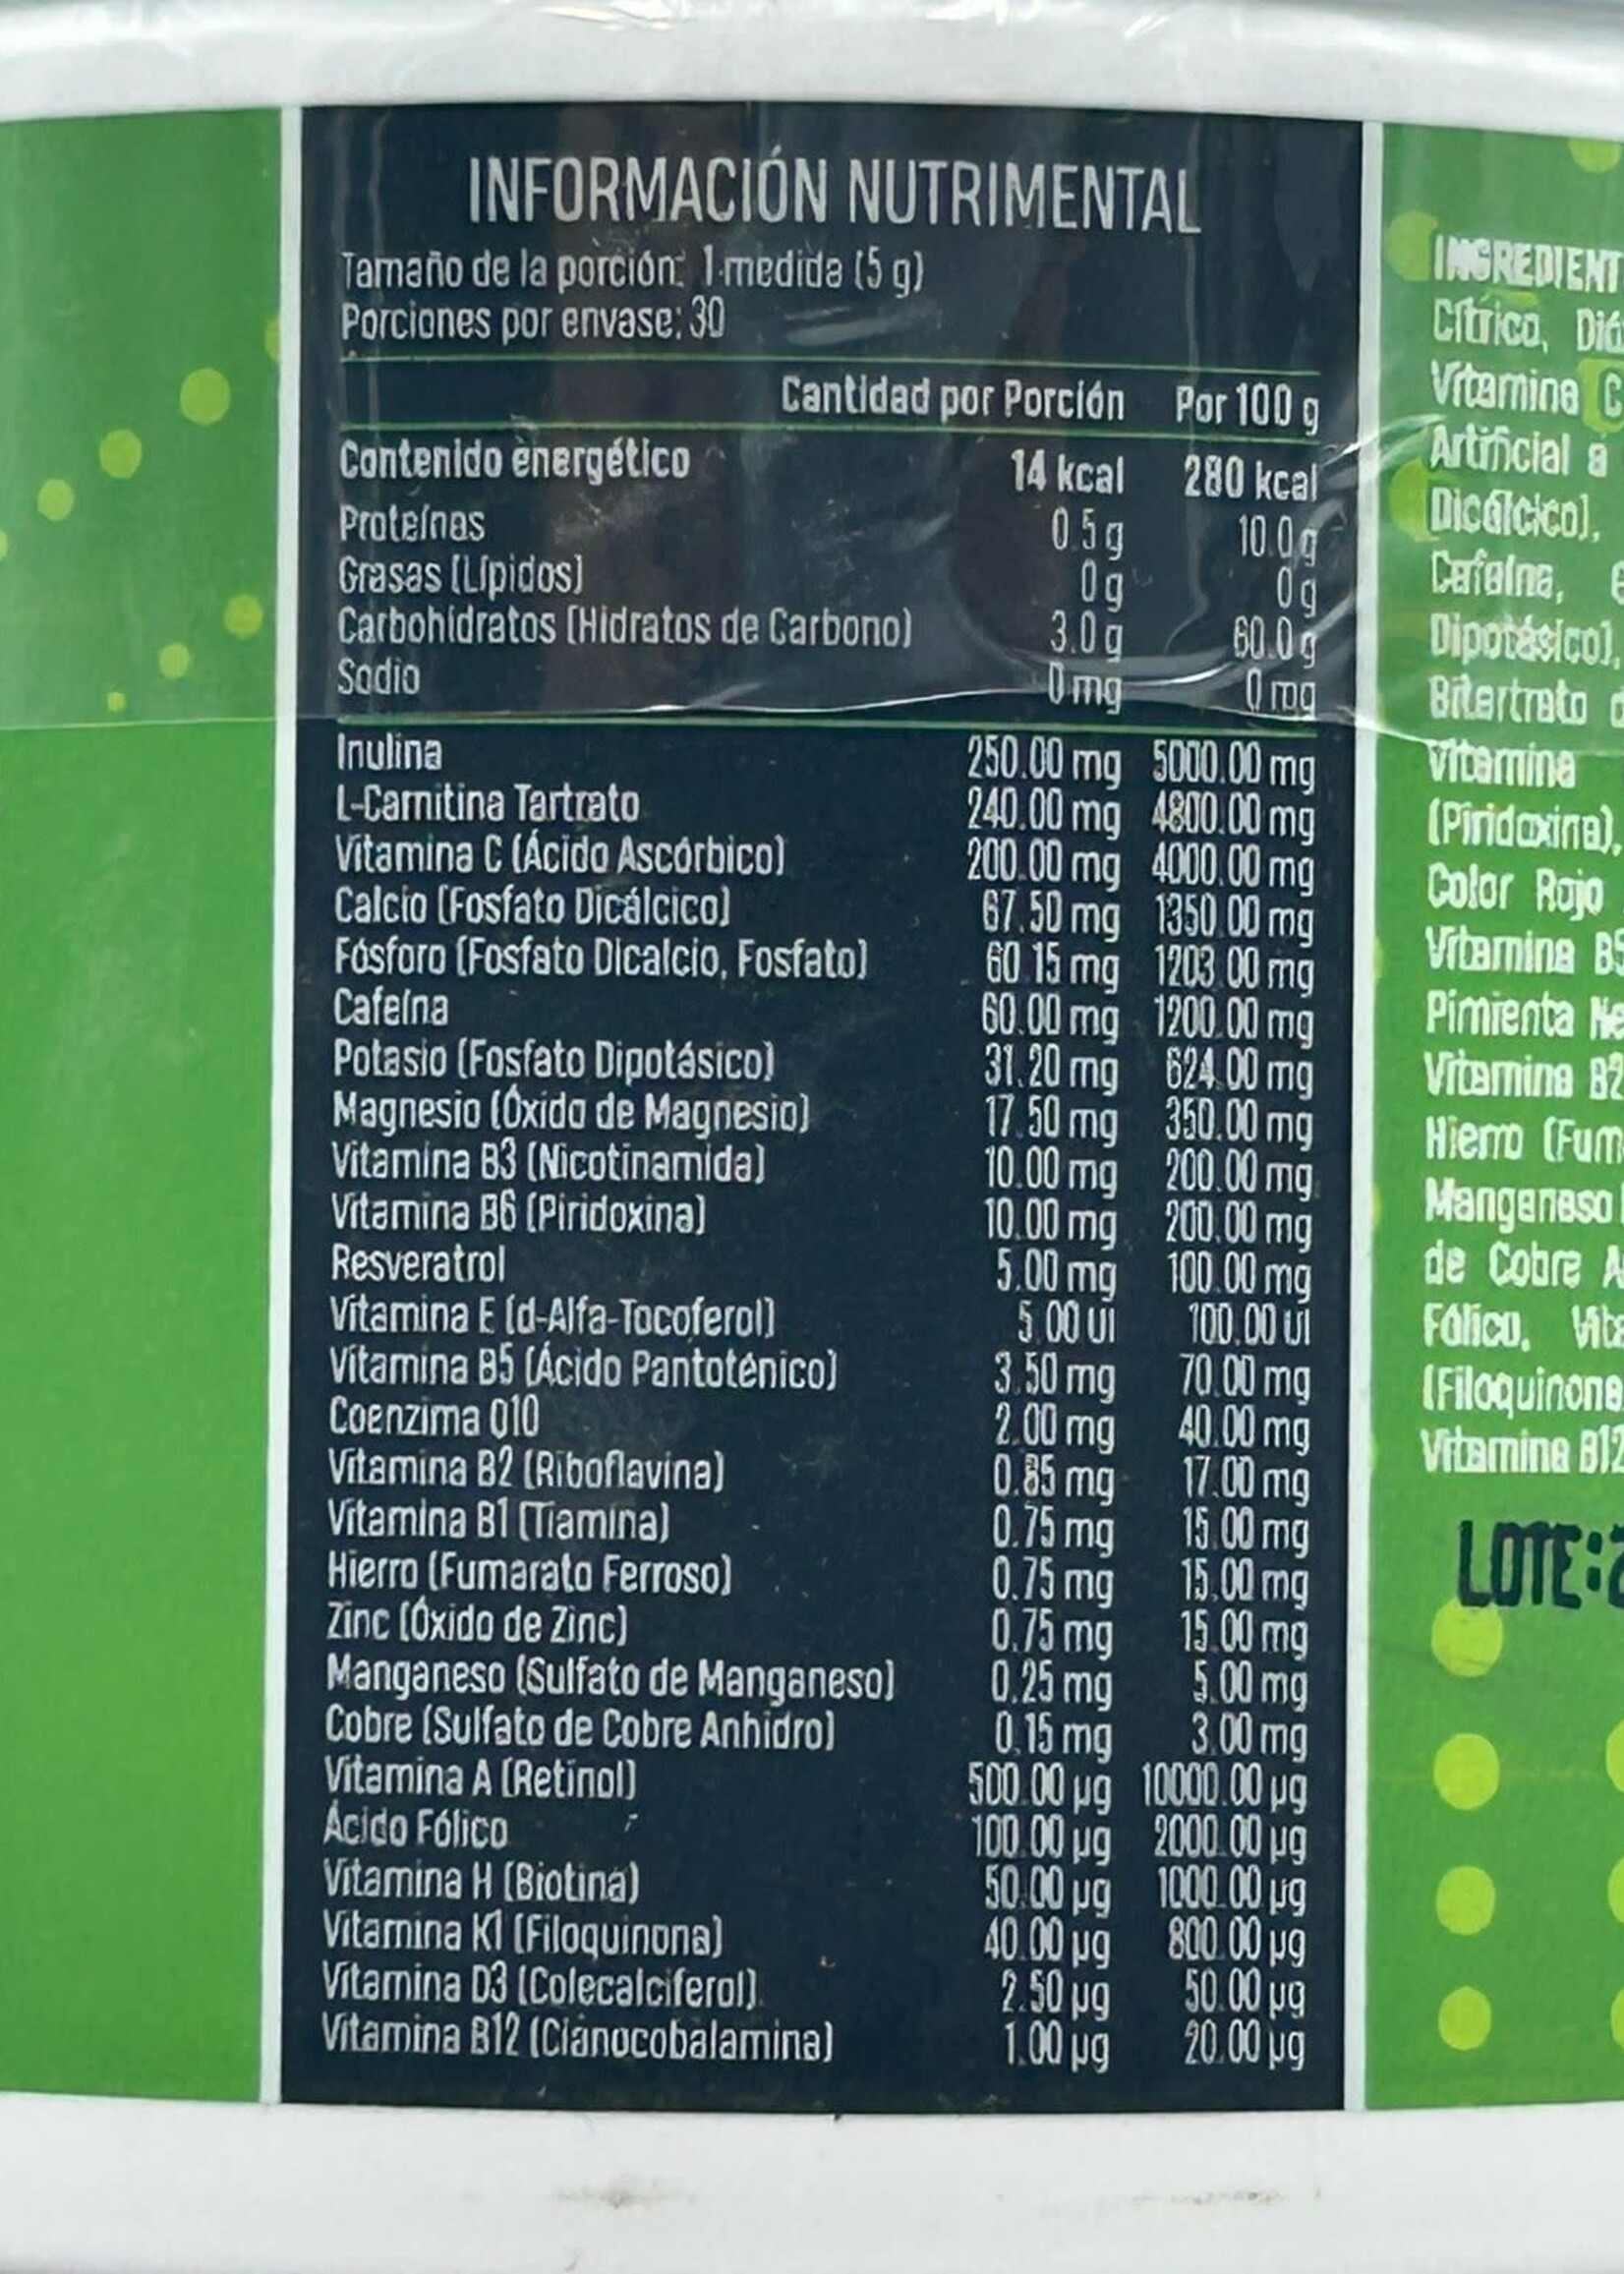 INFORMACIÓN NUTRIMENTAL
Tamaño de la porción: 1 medida (5 g)
Porciones por envase: 30
Cantidad por Porción Por 100 g
Contenido energético 14 kcal 280 kcal
Proteínas 0.5 g 10.0 g
Grasas (Lípidos) 0 g 0 g
Carbohidratos (Hidratos de Carbono) 3.0 g 60.0 g
Sodio 0 mg 0 mg
Inulina 250.00 mg 5000.00 mg
L-Carnitina Tartrato 240.00 mg 4800.00 mg
Vitamina C (Ácido Ascórbico) 200.00 mg 4000.00 mg
Calcio (Fosfato Dicálcico) 67.50 mg 1350.00 mg
Fósforo (Fosfato Dicalcio, Fosfato) 60.15 mg 1203.00 mg
Cafeína 60.00 mg 1200.00 mg
Potasio (Fosfato Dipotásico) 31.20 mg 624.00 mg
Magnesio (Óxido de Magnesio) 17.50 mg 350.00 mg
Vitamina B3 (Nicotinamida) 10.00 mg 200.00 mg
Vitamina B6 (Piridoxina) 10.00 mg 200.00 mg
Resveratrol 5.00 mg 100.00 mg
Vitamina E (d-Alfa-Tocoferol) 5.00 UI 100.00 UI
Vitamina B5 (Ácido Pantoténico) 3.50 mg 70.00 mg
Coenzima Q10 2.00 mg 40.00 mg
Vitamina B2 (Riboflavina) 0.85 mg 17.00 mg
Vitamina B1 (Tiamina) 0.75 mg 15.00 mg
Hierro (Fumarato Ferroso) 0.75 mg 15.00 mg
Zinc (Óxido de Zinc) 0.75 mg 15.00 mg
Manganeso (Sulfato de Manganeso) 0.25 mg 5.00 mg
Cobre (Sulfato de Cobre Anhidro) 0.15 mg 3.00 mg
Vitamina A (Retinol) 500.00 µg 10000.00 µg
Ácido Fólico 100.00 µg 2000.00 µg
Vitamina H (Biotina) 50.00 µg 1000.00 µg
Vitamina K1 (Filoquinona) 40.00 µg 800.00 µg
Vitamina D3 (Colecalciferol) 2.50 µg 50.00 µg
Vitamina B12 (Cianocobalamina) 1.00 µg 20.00 µg
INGREDIENT
Cítrico, Dió
Vitamina C
Artificial a
Dicálcico),
Cafeína,
Dipotásico),
Bitartrato d
Vitamina
(Piridoxina),
Color Rojo
Vitamina B5
Pimienta Ne
Vitamina B2
Hierro (Fum
Manganeso
de Cobre A
Fólico, Vita
(Filoquinona
Vitamina B12
LOTE:2